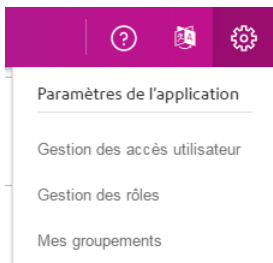 Paramètres de l'application
Gestion des accès utilisateur
Gestion des rôles
Mes groupements